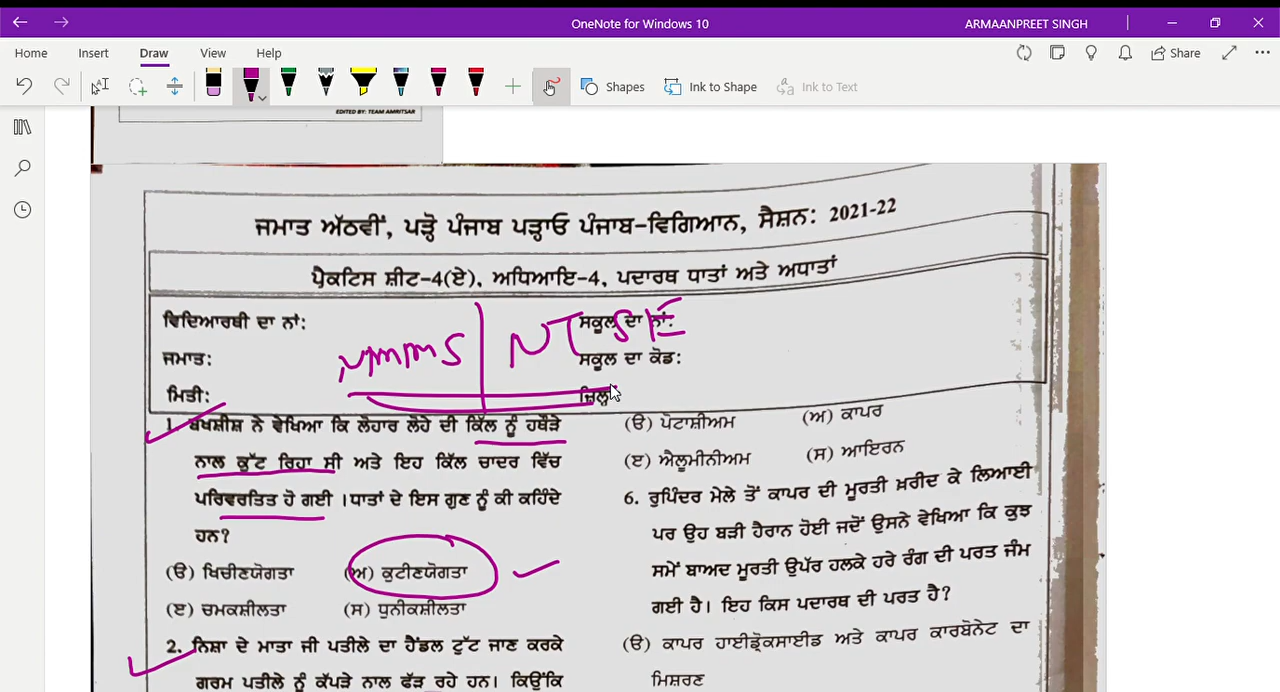 OneNote for Windows 10
ARMAANPREET SINGH
Home Insert Draw View Help
Share
Shapes
Ink to Shape
Ink to Text
EDITED BY: TEAM AMRITSAR
ਜਮਾਤ ਅੱਠਵੀਂ, ਪੜ੍ਹੋ ਪੰਜਾਬ ਪੜ੍ਹਾਓ ਪੰਜਾਬ-ਵਿਗਿਆਨ, ਸੈਸ਼ਨ: 2021-22
ਪ੍ਰੈਕਟਿਸ ਸ਼ੀਟ-4(ਏ), ਅਧਿਆਇ-4, ਪਦਾਰਥ ਧਾਤਾਂ ਅਤੇ ਅਧਾਤਾਂ
ਵਿਦਿਆਰਥੀ ਦਾ ਨਾਂ:
ਜਮਾਤ:
ਮਿਤੀ:
ਸਕੂਲ ਦਾ ਨਾਂ:
ਸਕੂਲ ਦਾ ਕੋਡ:
ਜ਼ਿਲ੍ਹ
NMMS NTSE
1. ਬਖਸ਼ੀਸ਼ ਨੇ ਵੇਖਿਆ ਕਿ ਲੋਹਾਰ ਲੋਹੇ ਦੀ ਕਿੱਲ ਨੂੰ ਹਥੌੜੇ
ਨਾਲ ਕੁੱਟ ਰਿਹਾ ਸੀ ਅਤੇ ਇਹ ਕਿੱਲ ਚਾਦਰ ਵਿੱਚ
ਪਰਿਵਰਤਿਤ ਹੋ ਗਈ । ਧਾਤਾਂ ਦੇ ਇਸ ਗੁਣ ਨੂੰ ਕੀ ਕਹਿੰਦੇ
ਹਨ?
(ੳ) ਖਿਚੀਣਯੋਗਤਾ (ਅ) ਕੁਟੀਣਯੋਗਤਾ
(ੲ) ਚਮਕਸ਼ੀਲਤਾ (ਸ) ਧੁਨੀਕਸ਼ੀਲਤਾ
2. ਨਿਸ਼ਾ ਦੇ ਮਾਤਾ ਜੀ ਪਤੀਲੇ ਦਾ ਹੈਂਡਲ ਟੁੱਟ ਜਾਣ ਕਰਕੇ
ਗਰਮ ਪਤੀਲੇ ਨੂੰ ਕੱਪੜੇ ਨਾਲ ਫੱੜ ਰਹੇ ਹਨ। ਕਿਉਂਕਿ
(ੳ) ਪੋਟਾਸ਼ੀਅਮ (ਅ) ਕਾਪਰ
(ੲ) ਐਲੂਮੀਨੀਅਮ (ਸ) ਆਇਰਨ
6. ਰੁਪਿੰਦਰ ਮੇਲੇ ਤੋਂ ਕਾਪਰ ਦੀ ਮੂਰਤੀ ਖ਼ਰੀਦ ਕੇ ਲਿਆਈ
ਪਰ ਉਹ ਬੜੀ ਹੈਰਾਨ ਹੋਈ ਜਦੋਂ ਉਸਨੇ ਵੇਖਿਆ ਕਿ ਕੁਝ
ਸਮੇਂ ਬਾਅਦ ਮੂਰਤੀ ਉਪੱਰ ਹਲਕੇ ਹਰੇ ਰੰਗ ਦੀ ਪਰਤ ਜੰਮ
ਗਈ ਹੈ। ਇਹ ਕਿਸ ਪਦਾਰਥ ਦੀ ਪਰਤ ਹੈ?
(ੳ) ਕਾਪਰ ਹਾਈਡ੍ਰੋਕਸਾਈਡ ਅਤੇ ਕਾਪਰ ਕਾਰਬੋਨੇਟ ਦਾ
ਮਿਸ਼ਰਣ